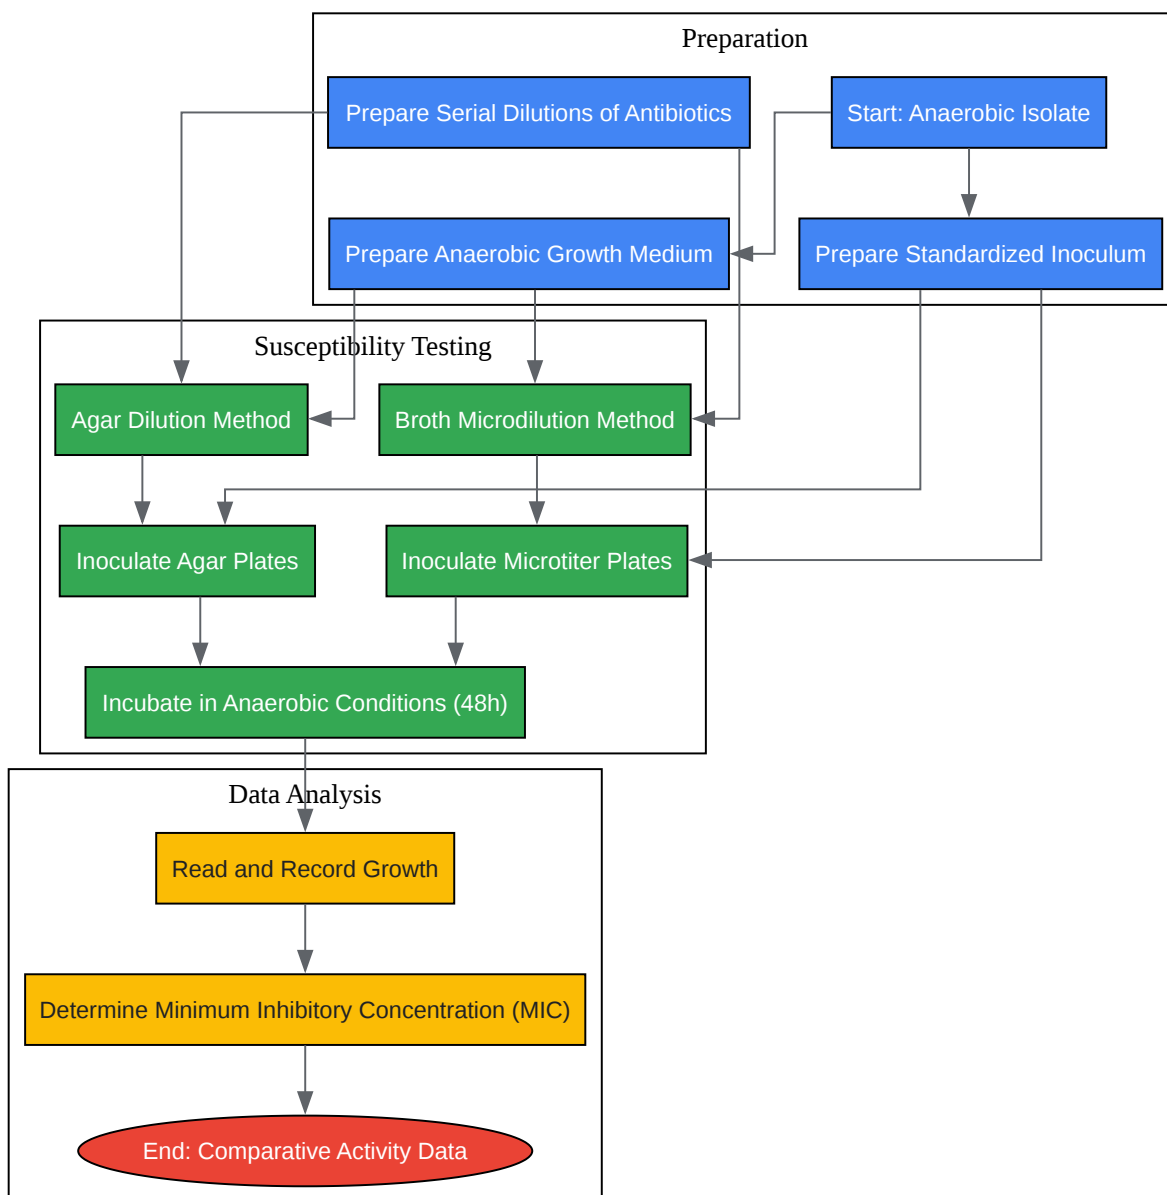 Preparation
Prepare Serial Dilutions of Antibiotics
Start: Anaerobic Isolate
Prepare Anaerobic Growth Medium
Prepare Standardized Inoculum
Susceptibility Testing
Agar Dilution Method
Broth Microdilution Method
Inoculate Agar Plates
Inoculate Microtiter Plates
Incubate in Anaerobic Conditions (48h)
Data Analysis
Read and Record Growth
Determine Minimum Inhibitory Concentration (MIC)
End: Comparative Activity Data